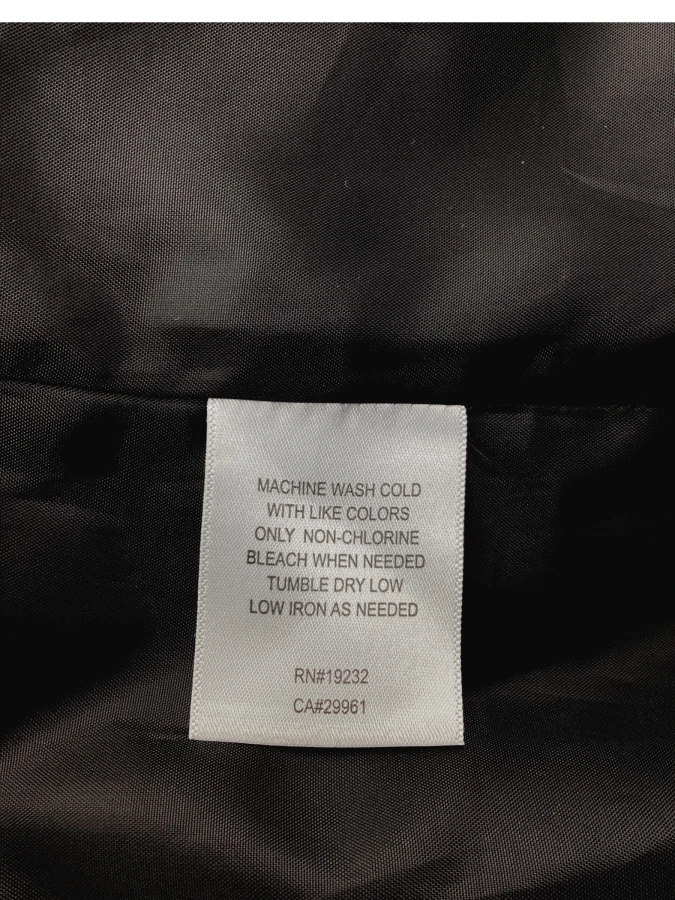 MACHINE WASH COLD
WITH LIKE COLORS
ONLY NON-CHLORINE
BLEACH WHEN NEEDED
TUMBLE DRY LOW
LOW IRON AS NEEDED
RN#19232
CA#29961